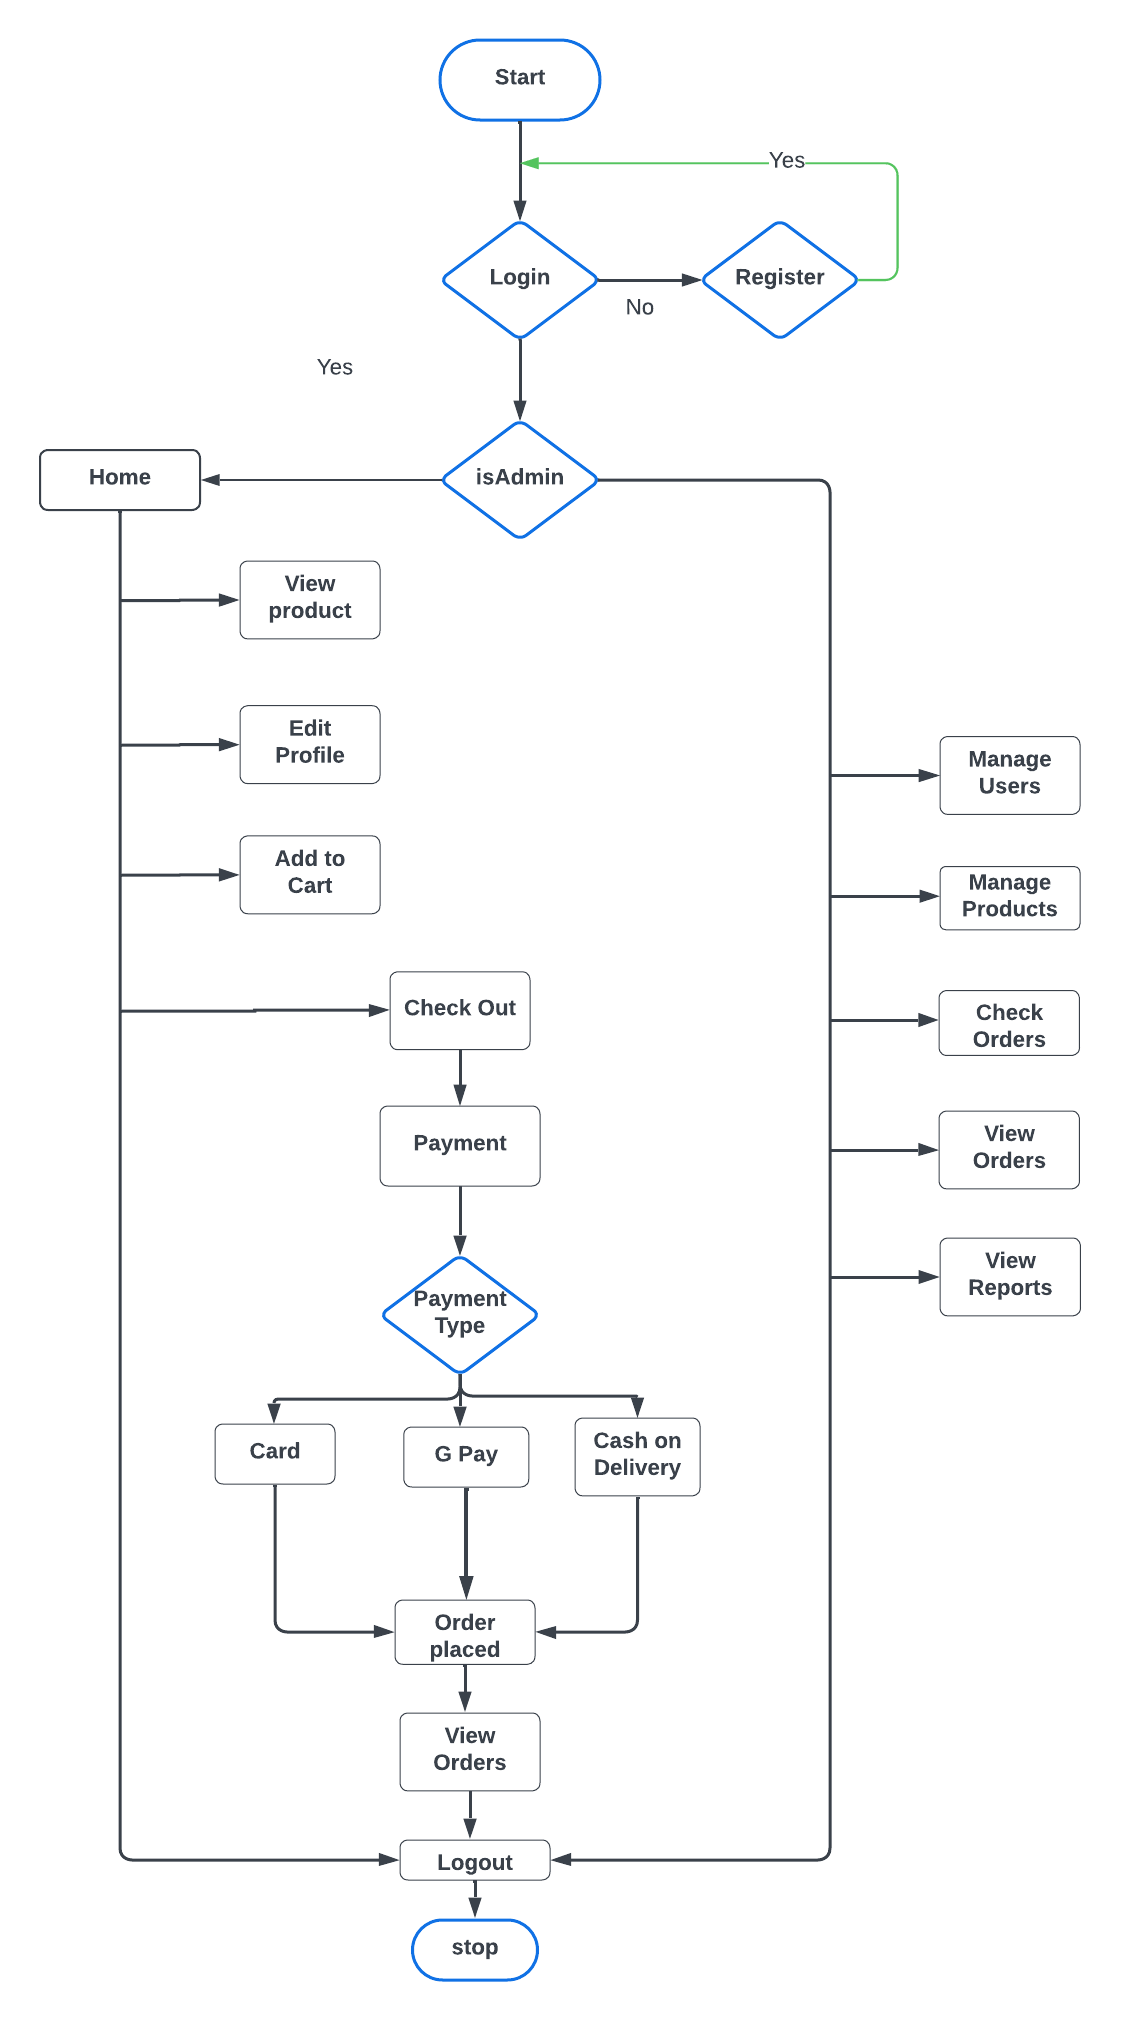 Start
Yes
Login
Register
No
Yes
Home
isAdmin
View
product
Edit
Profile
Manage
Users
Add to
Cart
Manage
Products
Check Out
Check
Orders
Payment
View
Orders
View
Reports
Payment
Type
Card
G Pay
Cash on
Delivery
Order
placed
View
Orders
Logout
stop